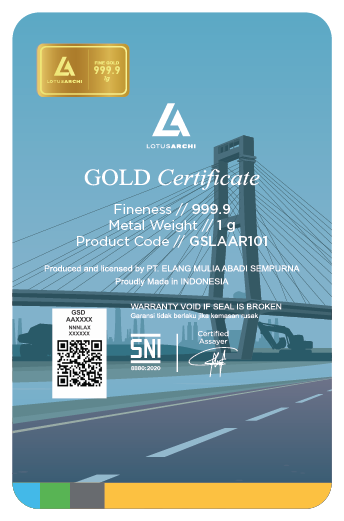 LOTUSARCHI
FINE GOLD
999.9
1g
LOTUSARCHI
GOLD Certificate
Fineness // 999.9
Metal Weight // 1 g
Product Code // GSLAAR101
Produced and licensed by PT. ELANG MULIA ABADI SEMPURNA
Proudly Made in INDONESIA
WARRANTY VOID IF SEAL IS BROKEN
Garansi tidak berlaku jika kemasan rusak
GSD
AAXXXX
NNNLAX
XXXXXX
SNI
8880:2020
Certified
Assayer